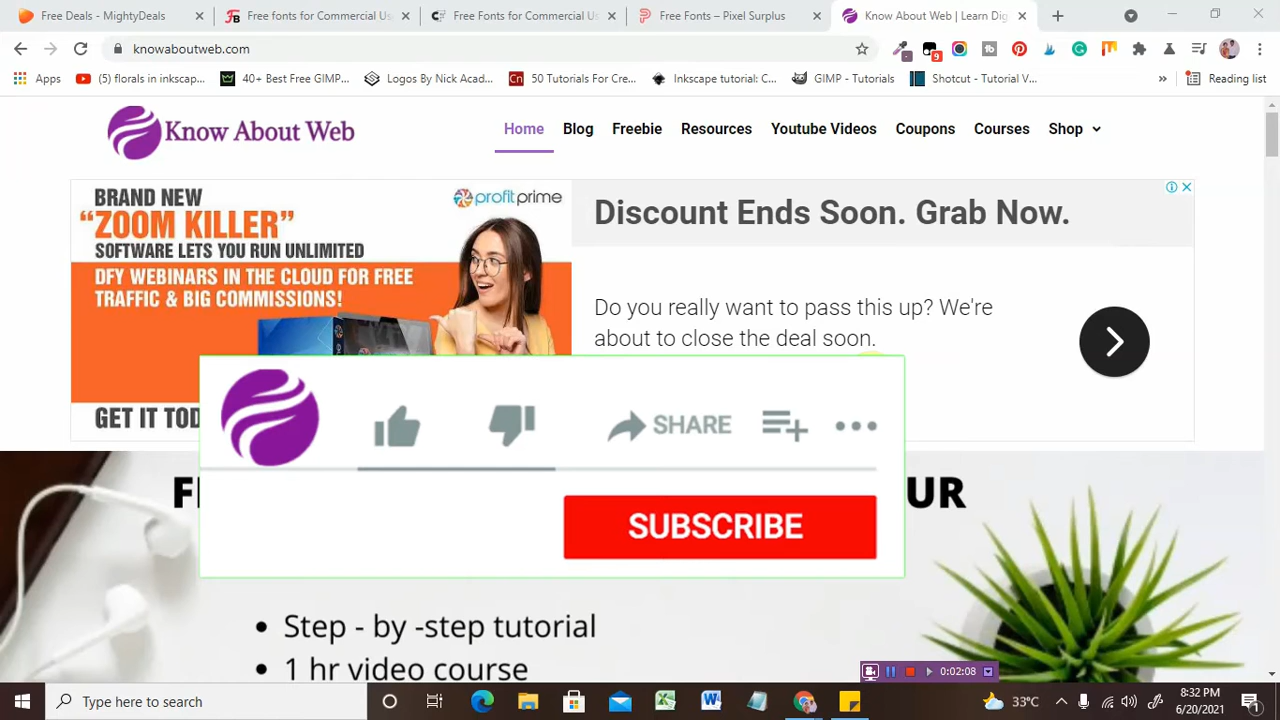 Free Deals - MightyDeals
Free fonts for Commercial Us
Free Fonts for Commercial Us
Free Fonts – Pixel Surplus
Know About Web | Learn Dig
knowaboutweb.com
9
Apps
(5) florals in inkscap...
40+ Best Free GIMP...
Logos By Nick Acad...
Cn
50 Tutorials For Cre...
Inkscape tutorial: C...
GIMP - Tutorials
Shotcut - Tutorial V...
»
Reading list
Know About Web
Home
Blog
Freebie
Resources
Youtube Videos
Coupons
Courses
Shop
BRAND NEW
profitprime
"ZOOM KILLER"
SOFTWARE LETS YOU RUN UNLIMITED
DFY WEBINARS IN THE CLOUD FOR FREE
TRAFFIC & BIG COMMISSIONS!
GET IT TOD
Discount Ends Soon. Grab Now.
Do you really want to pass this up? We're
about to close the deal soon.
SHARE
SUBSCRIBE
F
UR
• Step - by -step tutorial
• 1 hr video course
0:02:08
Type here to search
33°C
8:32 PM
6/20/2021
1